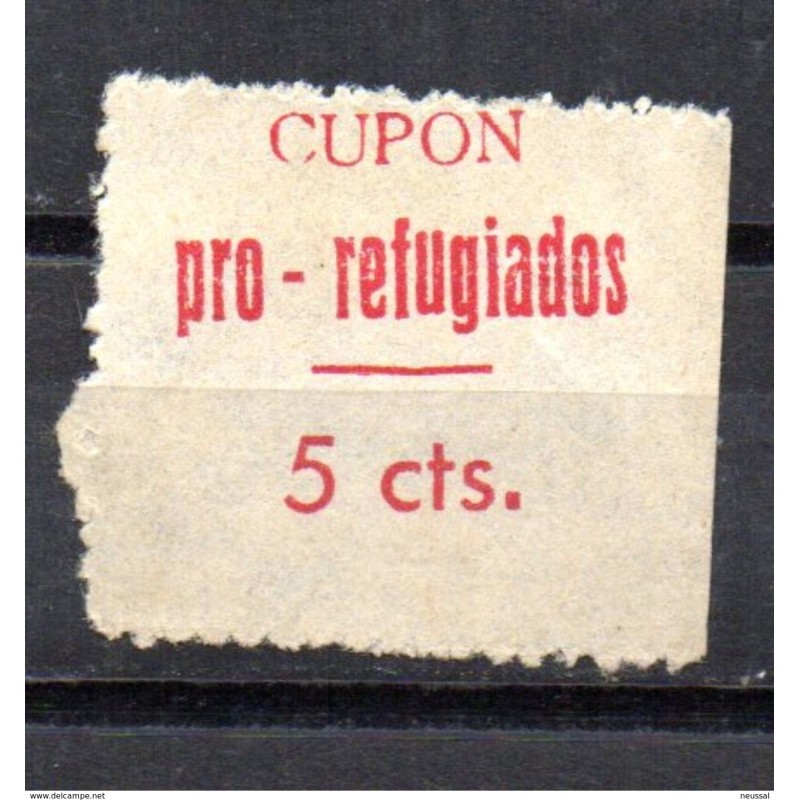 CUPON
pro - refugiados
5 cts.
www.delcampe.net
neussal